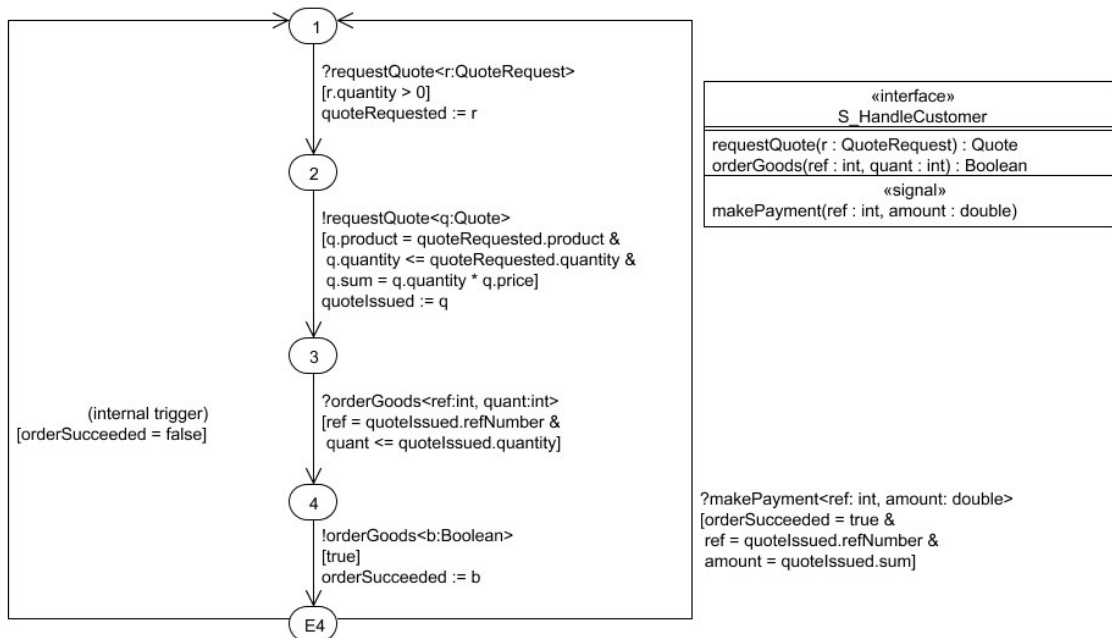 1
?requestQuote<r:QuoteRequest>
[r.quantity > 0]
quoteRequested := r
2
!requestQuote<q:Quote>
[q.product = quoteRequested.product &
q.quantity <= quoteRequested.quantity &
q.sum = q.quantity * q.price]
quoteIssued := q
3
?orderGoods<ref:int, quant:int>
[ref = quoteIssued.refNumber &
quant <= quoteIssued.quantity]
4
!orderGoods<b:Boolean>
[true]
orderSucceeded := b
E4
(internal trigger)
[orderSucceeded = false]
?makePayment<ref: int, amount: double>
[orderSucceeded = true &
ref = quoteIssued.refNumber &
amount = quoteIssued.sum]
«interface»
S_HandleCustomer
requestQuote(r : QuoteRequest) : Quote
orderGoods(ref : int, quant : int) : Boolean
«signal»
makePayment(ref : int, amount : double)